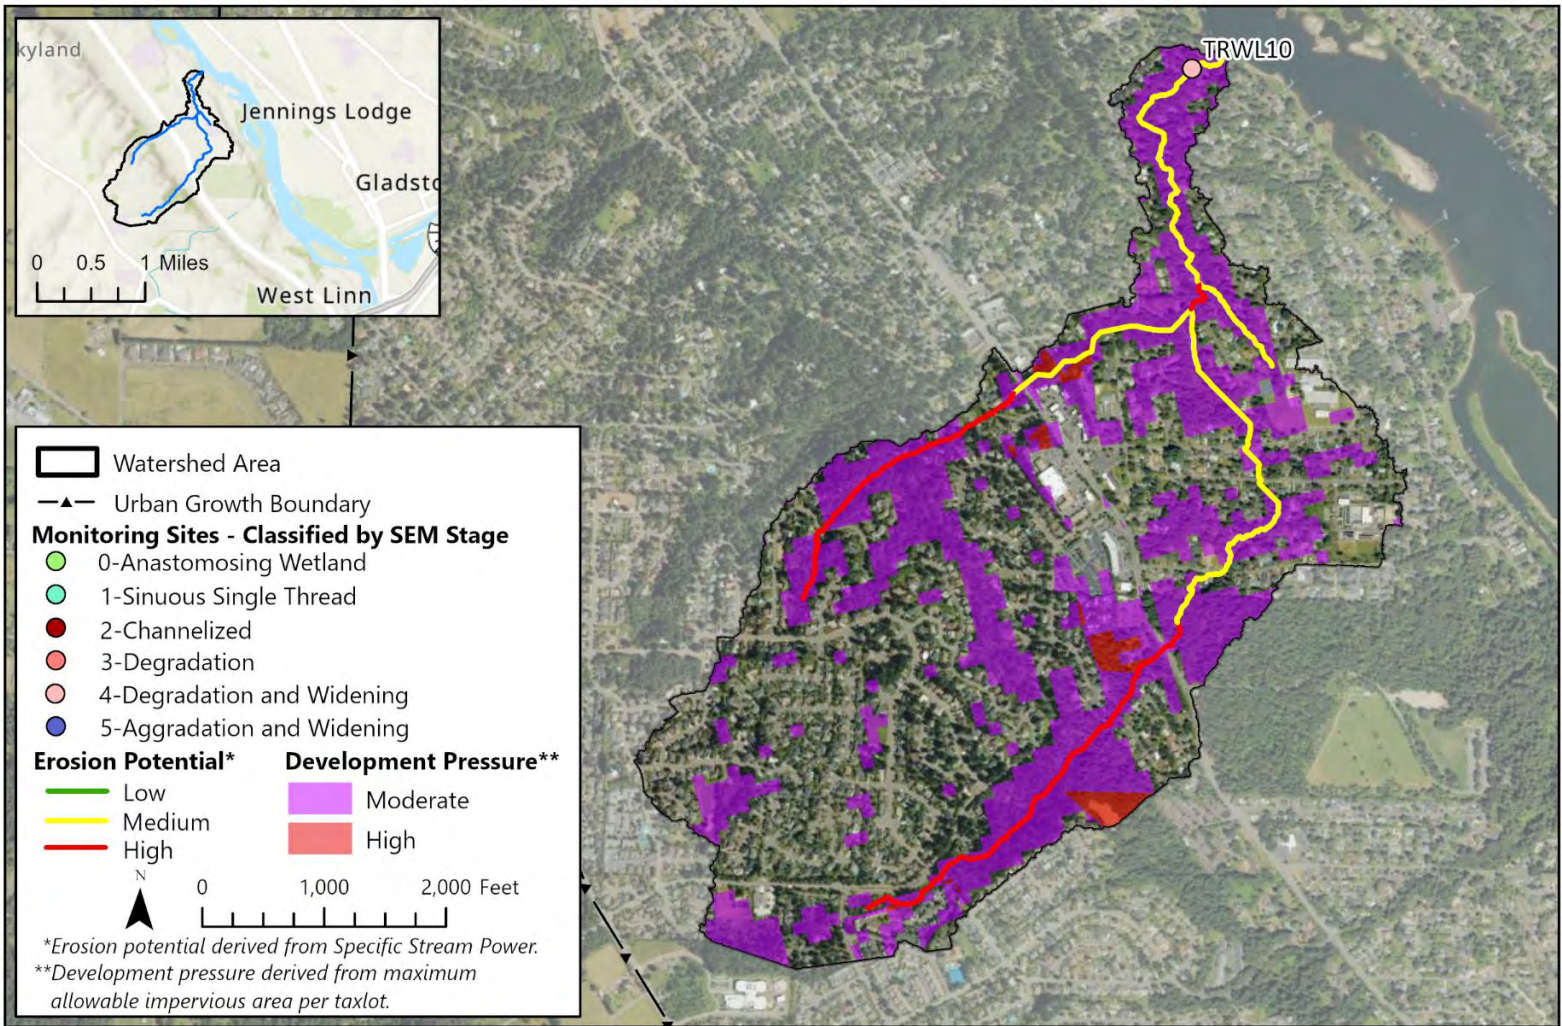 kyland
Jennings Lodge
Gladst
0 0.5 1 Miles
West Linn
TRWL10
Watershed Area
Urban Growth Boundary
Monitoring Sites - Classified by SEM Stage
0-Anastomosing Wetland
1-Sinuous Single Thread
2-Channelized
3-Degradation
4-Degradation and Widening
5-Aggradation and Widening
Erosion Potential* Development Pressure**
Low
Moderate
Medium
High
High
N
0 1,000 2,000 Feet
*Erosion potential derived from Specific Stream Power.
**Development pressure derived from maximum
allowable impervious area per taxlot.